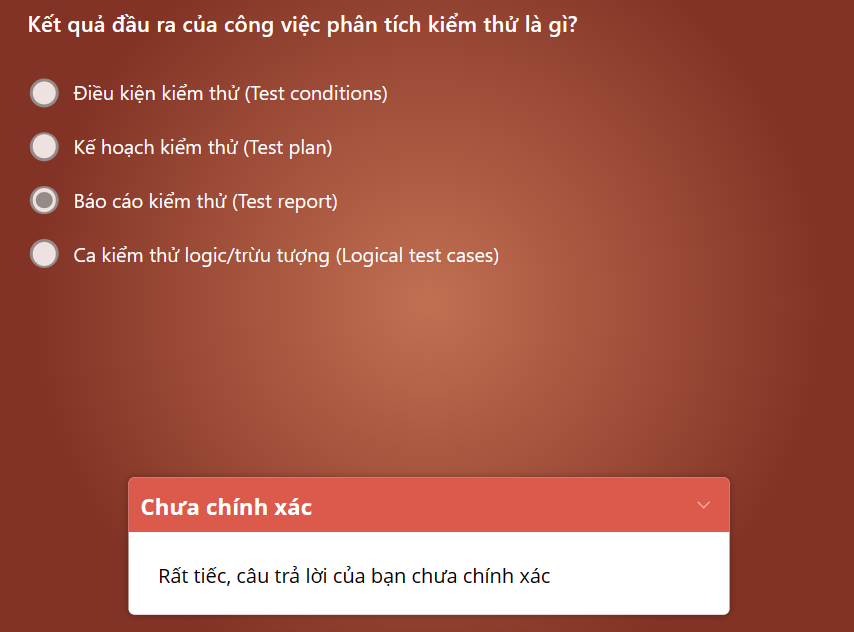 Kết quả đầu ra của công việc phân tích kiểm thử là gì?
Điều kiện kiểm thử (Test conditions)
Kế hoạch kiểm thử (Test plan)
Báo cáo kiểm thử (Test report)
Ca kiểm thử logic/trừu tượng (Logical test cases)
Chưa chính xác
Rất tiếc, câu trả lời của bạn chưa chính xác